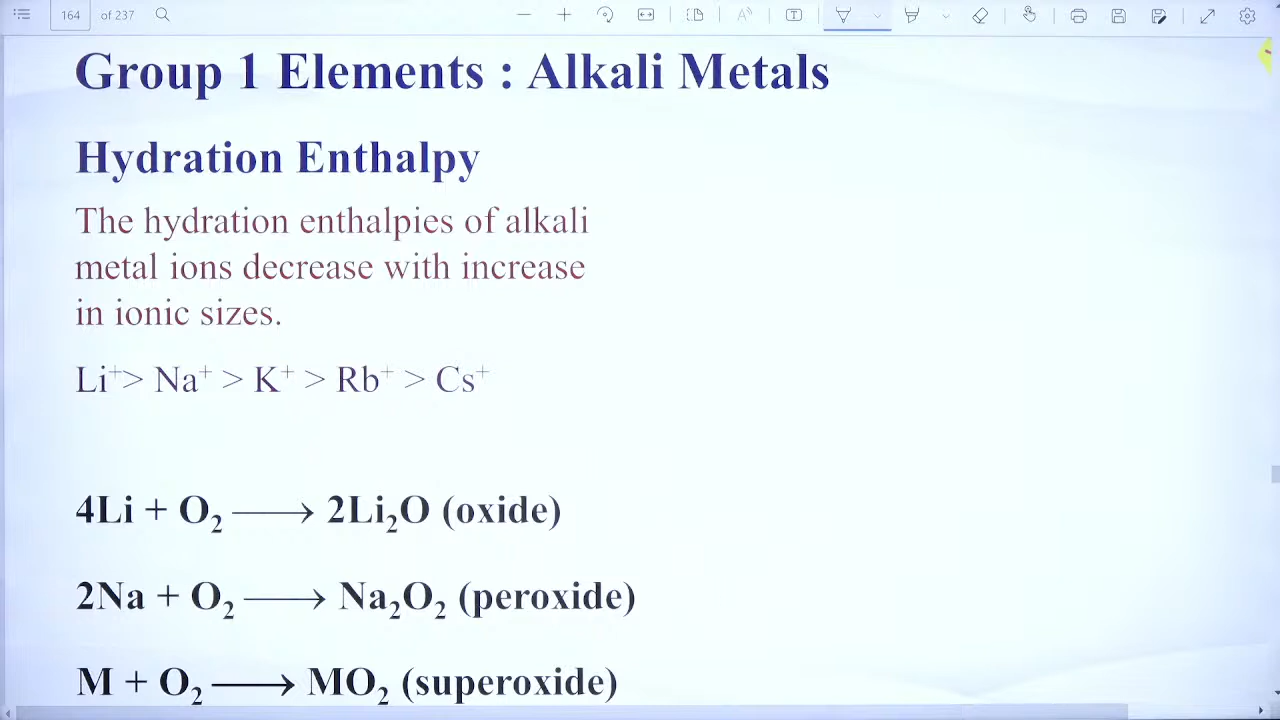 164 of 237
Group 1 Elements : Alkali Metals
Hydration Enthalpy
The hydration enthalpies of alkali
metal ions decrease with increase
in ionic sizes.
Li⁺> Na⁺ > K⁺ > Rb⁺ > Cs⁺
4Li + O₂ ⟶ 2Li₂O (oxide)
2Na + O₂ ⟶ Na₂O₂ (peroxide)
M + O₂ ⟶ MO₂ (superoxide)